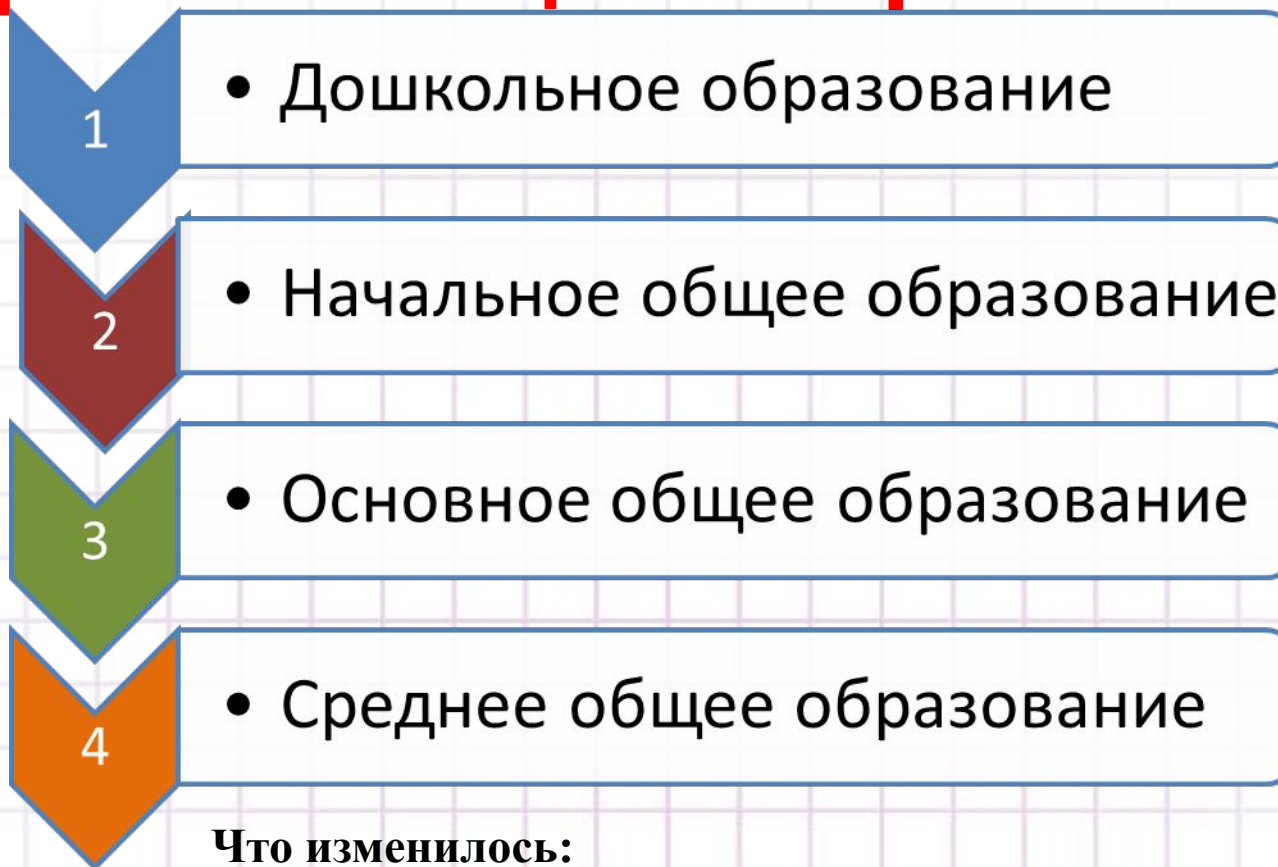 1
• Дошкольное образование
2
• Начальное общее образование
3
• Основное общее образование
4
• Среднее общее образование
Что изменилось: